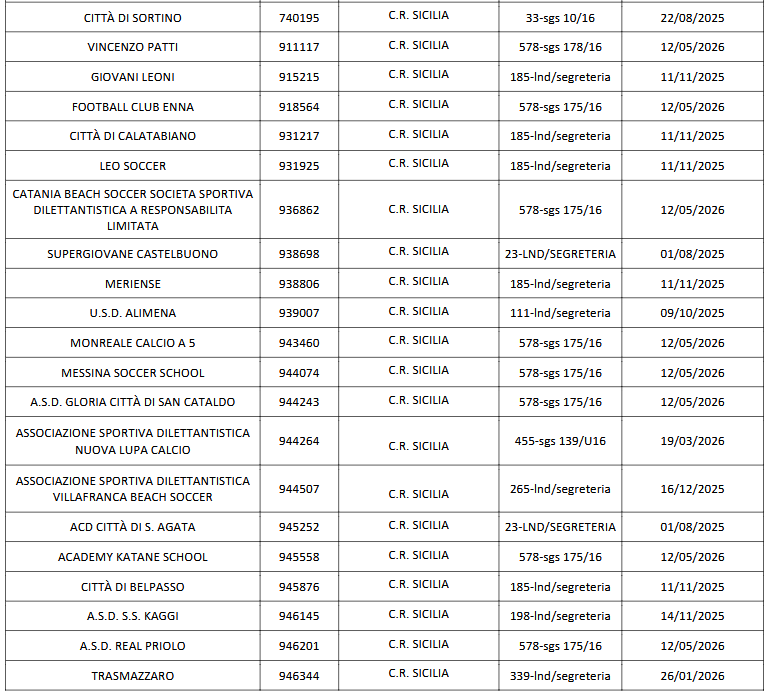 CITTÀ DI SORTINO 740195 C.R. SICILIA 33-sgs 10/16 22/08/2025
VINCENZO PATTI 911117 C.R. SICILIA 578-sgs 178/16 12/05/2026
GIOVANI LEONI 915215 C.R. SICILIA 185-lnd/segreteria 11/11/2025
FOOTBALL CLUB ENNA 918564 C.R. SICILIA 578-sgs 175/16 12/05/2026
CITTÀ DI CALATABIANO 931217 C.R. SICILIA 185-lnd/segreteria 11/11/2025
LEO SOCCER 931925 C.R. SICILIA 185-lnd/segreteria 11/11/2025
CATANIA BEACH SOCCER SOCIETA SPORTIVA
DILETTANTISTICA A RESPONSABILITA
LIMITATA
936862 C.R. SICILIA 578-sgs 175/16 12/05/2026
SUPERGIOVANE CASTELBUONO 938698 C.R. SICILIA 23-LND/SEGRETERIA 01/08/2025
MERIENSE 938806 C.R. SICILIA 185-lnd/segreteria 11/11/2025
U.S.D. ALIMENA 939007 C.R. SICILIA 111-lnd/segreteria 09/10/2025
MONREALE CALCIO A 5 943460 C.R. SICILIA 578-sgs 175/16 12/05/2026
MESSINA SOCCER SCHOOL 944074 C.R. SICILIA 578-sgs 175/16 12/05/2026
A.S.D. GLORIA CITTÀ DI SAN CATALDO 944243 C.R. SICILIA 578-sgs 175/16 12/05/2026
ASSOCIAZIONE SPORTIVA DILETTANTISTICA
NUOVA LUPA CALCIO
944264 C.R. SICILIA 455-sgs 139/U16 19/03/2026
ASSOCIAZIONE SPORTIVA DILETTANTISTICA
VILLAFRANCA BEACH SOCCER
944507 C.R. SICILIA 265-lnd/segreteria 16/12/2025
ACD CITTÀ DI S. AGATA 945252 C.R. SICILIA 23-LND/SEGRETERIA 01/08/2025
ACADEMY KATANE SCHOOL 945558 C.R. SICILIA 578-sgs 175/16 12/05/2026
CITTÀ DI BELPASSO 945876 C.R. SICILIA 185-lnd/segreteria 11/11/2025
A.S.D. S.S. KAGGI 946145 C.R. SICILIA 198-lnd/segreteria 14/11/2025
A.S.D. REAL PRIOLO 946201 C.R. SICILIA 578-sgs 175/16 12/05/2026
TRASMAZZARO 946344 C.R. SICILIA 339-lnd/segreteria 26/01/2026